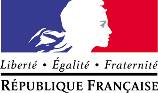 Liberté • Égalité • Fraternité
RÉPUBLIQUE FRANÇAISE